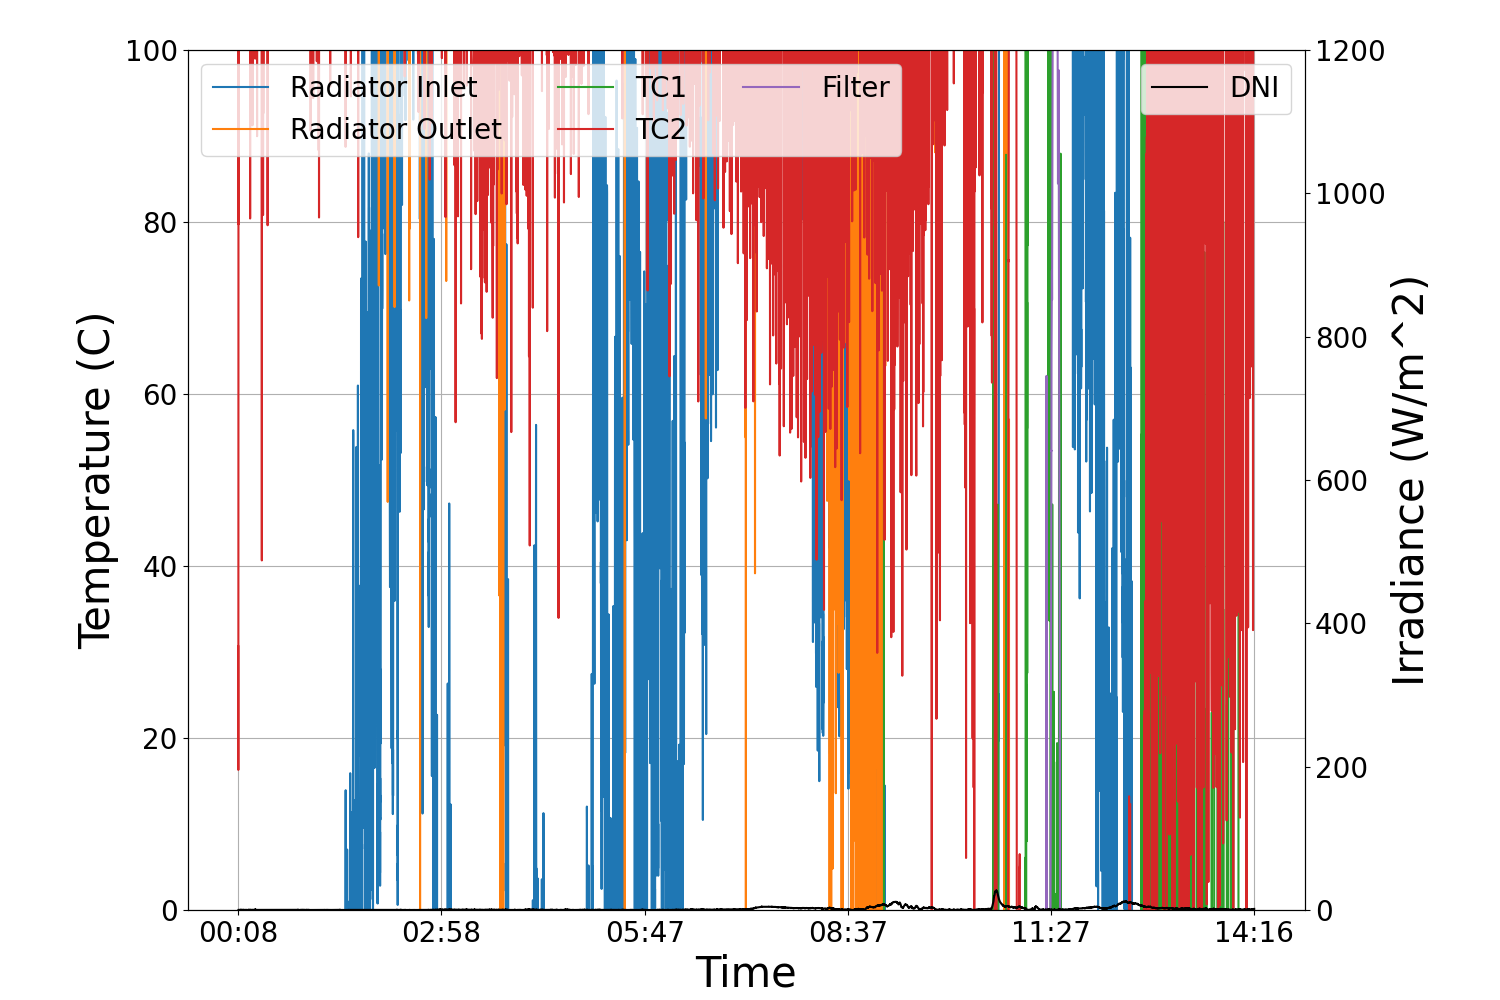 100
80
60
40
20
0
Temperature (C)
Radiator Inlet
Radiator Outlet
TC1
TC2
Filter
DNI
1200
1000
800
600
400
200
0
Irradiance (W/m^2)
00:08 02:58 05:47 08:37 11:27 14:16
Time